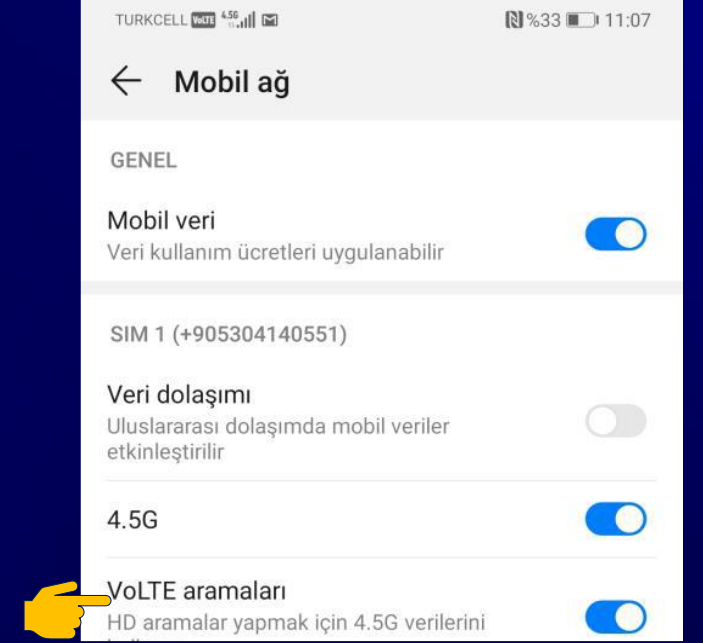 TURKCELL VoLTE 4.5G %33 11:07
Mobil ağ
GENEL
Mobil veri
Veri kullanım ücretleri uygulanabilir
SIM 1 (+905304140551)
Veri dolaşımı
Uluslararası dolaşımda mobil veriler
etkinleştirilir
4.5G
VoLTE aramaları
HD aramalar yapmak için 4.5G verilerini